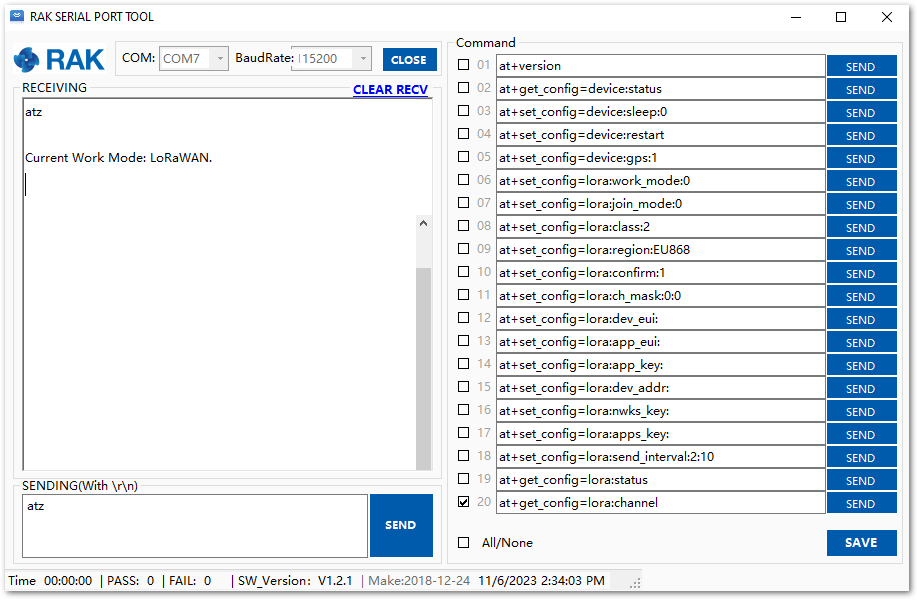 RAK SERIAL PORT TOOL
RAK
COM: COM7 BaudRate: 115200 CLOSE
RECEIVING CLEAR RECV
atz
Current Work Mode: LoRaWAN.
SENDING(With \r\n)
atz
SEND
Command
01 at+version SEND
02 at+get_config=device:status SEND
03 at+set_config=device:sleep:0 SEND
04 at+set_config=device:restart SEND
05 at+set_config=device:gps:1 SEND
06 at+set_config=lora:work_mode:0 SEND
07 at+set_config=lora:join_mode:0 SEND
08 at+set_config=lora:class:2 SEND
09 at+set_config=lora:region:EU868 SEND
10 at+set_config=lora:confirm:1 SEND
11 at+set_config=lora:ch_mask:0:0 SEND
12 at+set_config=lora:dev_eui: SEND
13 at+set_config=lora:app_eui: SEND
14 at+set_config=lora:app_key: SEND
15 at+set_config=lora:dev_addr: SEND
16 at+set_config=lora:nwks_key: SEND
17 at+set_config=lora:apps_key: SEND
18 at+set_config=lora:send_interval:2:10 SEND
19 at+get_config=lora:status SEND
20 at+get_config=lora:channel SEND
All/None SAVE
Time 00:00:00 | PASS: 0 | FAIL: 0 | SW_Version: V1.2.1 | Make:2018-12-24 11/6/2023 2:34:03 PM